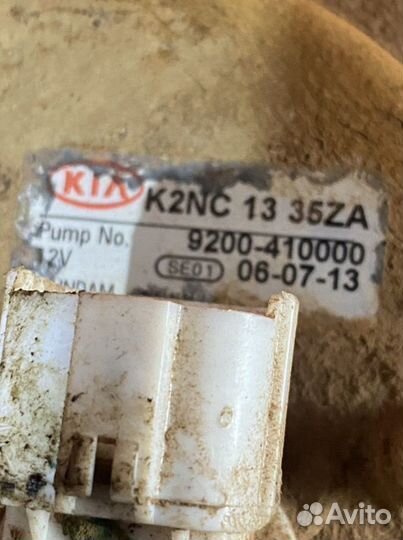 KIA K2NC 13 35ZA
Pump No. 9200-410000
12V SE01 06-07-13
Avito